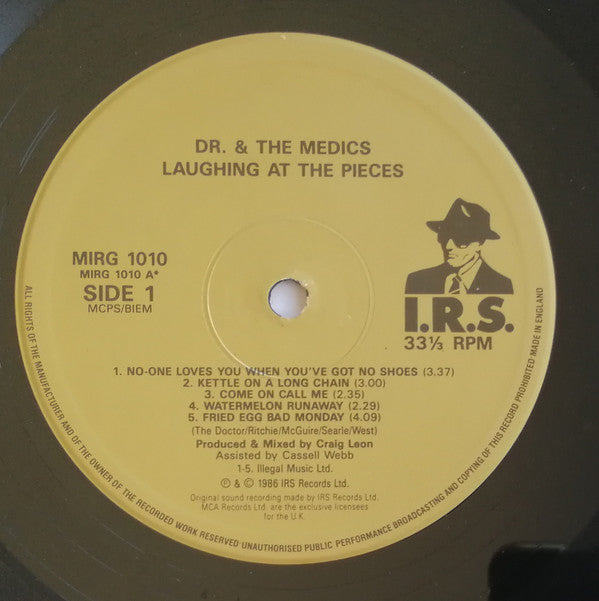 DR. & THE MEDICS
LAUGHING AT THE PIECES
MIRG 1010
MIRG 1010 A*
SIDE 1
MCPS/BIEM
I.R.S.
33⅓ RPM
1. NO-ONE LOVES YOU WHEN YOU'VE GOT NO SHOES (3.37)
2. KETTLE ON A LONG CHAIN (3.00)
3. COME ON CALL ME (2.35)
4. WATERMELON RUNAWAY (2.29)
5. FRIED EGG BAD MONDAY (4.09)
(The Doctor/Ritchie/McGuire/Searle/West)
Produced & Mixed by Craig Leon
Assisted by Cassell Webb
1-5. Illegal Music Ltd.
℗ & © 1986 IRS Records Ltd.
Original sound recording made by IRS Records Ltd.
MCA Records Ltd. are the exclusive licensees
for the U.K.
ALL RIGHTS OF THE MANUFACTURER AND OF THE OWNER OF THE RECORDED WORK RESERVED UNAUTHORISED PUBLIC PERFORMANCE BROADCASTING AND COPYING OF THIS RECORD PROHIBITED·MADE IN ENGLAND